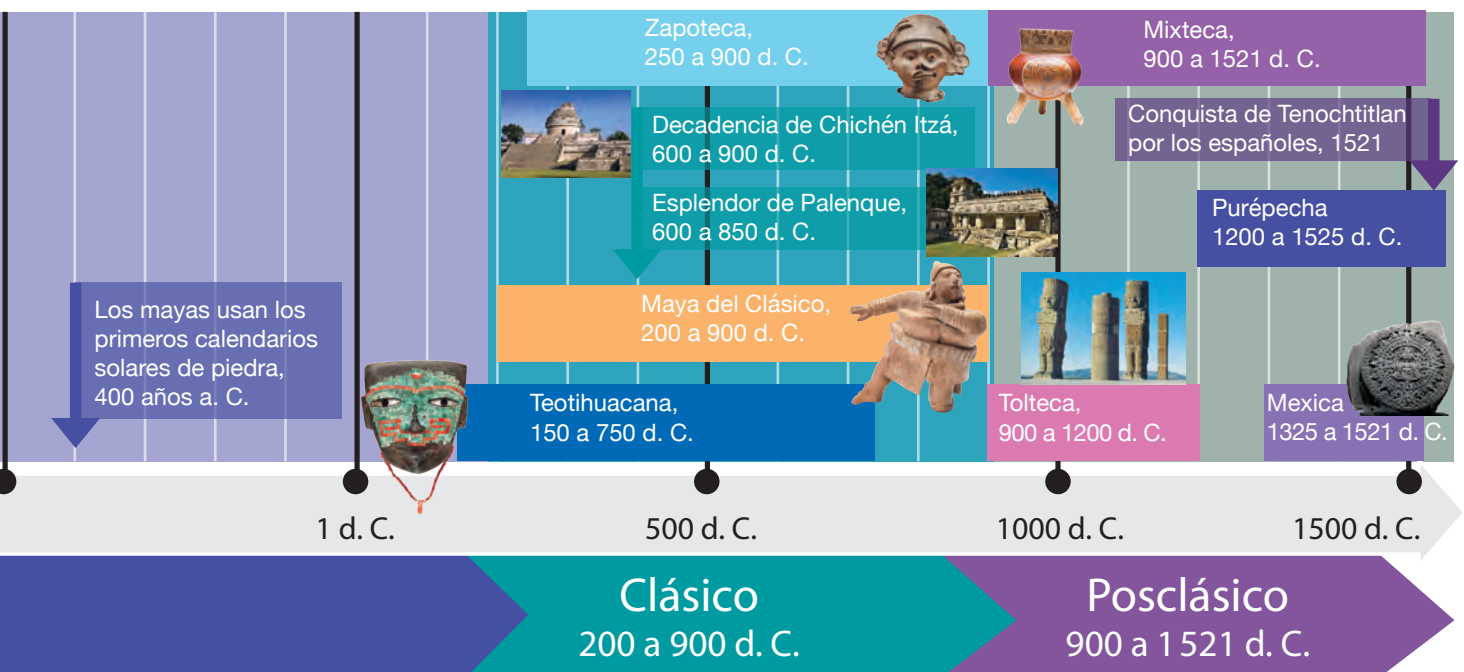 Zapoteca,
250 a 900 d. C.
Mixteca,
900 a 1521 d. C.
Decadencia de Chichén Itzá,
600 a 900 d. C.
Conquista de Tenochtitlan
por los españoles, 1521
Esplendor de Palenque,
600 a 850 d. C.
Purépecha
1200 a 1525 d. C.
Los mayas usan los
primeros calendarios
solares de piedra,
400 años a. C.
Maya del Clásico,
200 a 900 d. C.
Teotihuacana,
150 a 750 d. C.
Tolteca,
900 a 1200 d. C.
Mexica
1325 a 1521 d. C.
1 d. C.
500 d. C.
1000 d. C.
1500 d. C.
Clásico
200 a 900 d. C.
Posclásico
900 a 1 521 d. C.